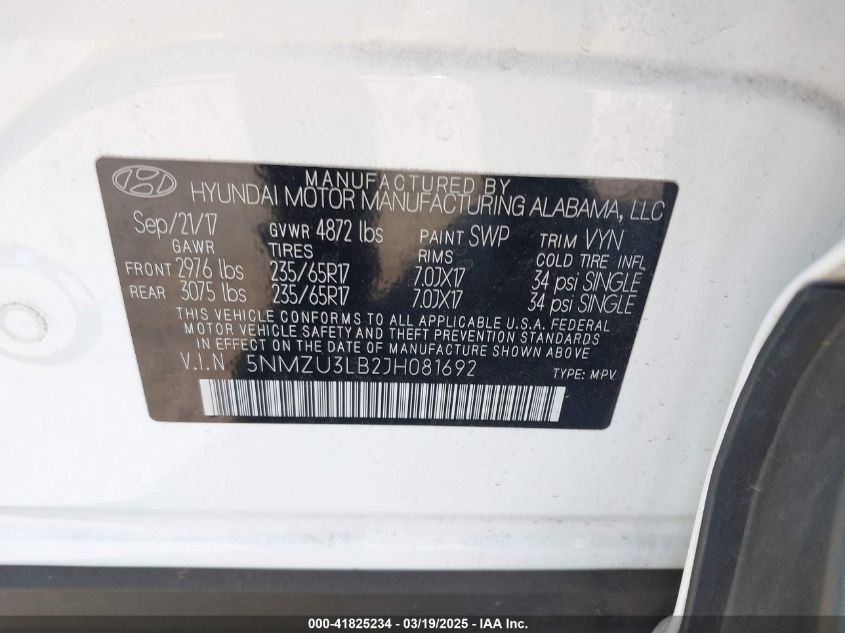 MANUFACTURED BY
HYUNDAI MOTOR MANUFACTURING ALABAMA, LLC
Sep/21/17 GVWR 4872 lbs PAINT SWP TRIM VYN
GAWR TIRES RIMS COLD TIRE INFL
FRONT 2976 lbs 235/65R17 7.0JX17 34 psi SINGLE
REAR 3075 lbs 235/65R17 7.0JX17 34 psi SINGLE
THIS VEHICLE CONFORMS TO ALL APPLICABLE U.S.A. FEDERAL
MOTOR VEHICLE SAFETY AND THEFT PREVENTION STANDARDS
IN EFFECT ON THE DATE OF MANUFACTURE SHOWN ABOVE
V.I.N 5NMZU3LB2JH081692 TYPE: MPV
000-41825234 - 03/19/2025 - © IAA, Inc.